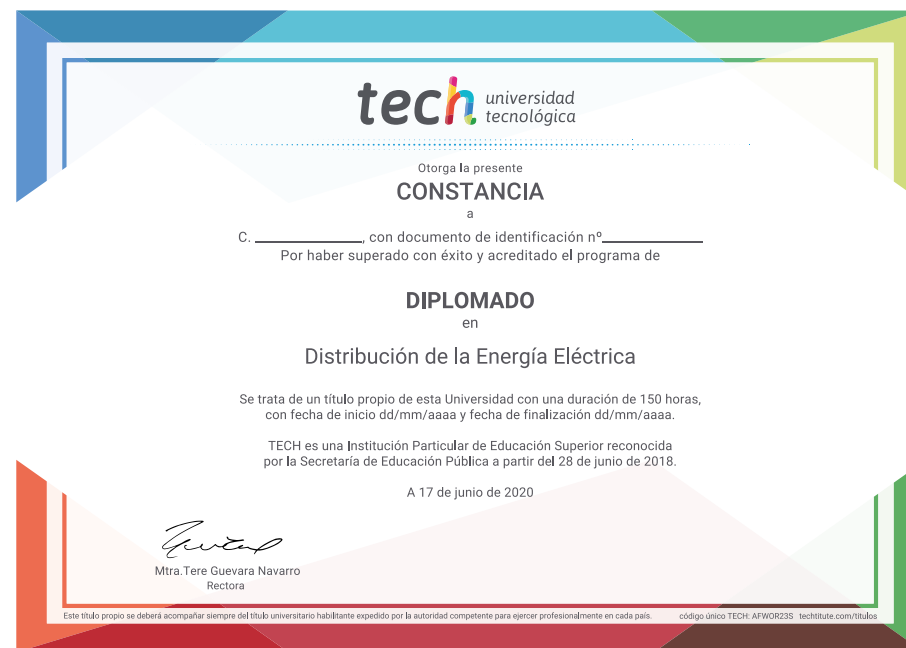 tech universidad
tecnológica
Otorga la presente
CONSTANCIA
a
C. ______________, con documento de identificación nº______________
Por haber superado con éxito y acreditado el programa de
DIPLOMADO
en
Distribución de la Energía Eléctrica
Se trata de un título propio de esta Universidad con una duración de 150 horas,
con fecha de inicio dd/mm/aaaa y fecha de finalización dd/mm/aaaa.
TECH es una Institución Particular de Educación Superior reconocida
por la Secretaría de Educación Pública a partir del 28 de junio de 2018.
A 17 de junio de 2020
Mtra.Tere Guevara Navarro
Rectora
Este título propio se deberá acompañar siempre del título universitario habilitante expedido por la autoridad competente para ejercer profesionalmente en cada país. código único TECH: AFWOR23S techtitute.com/titulos